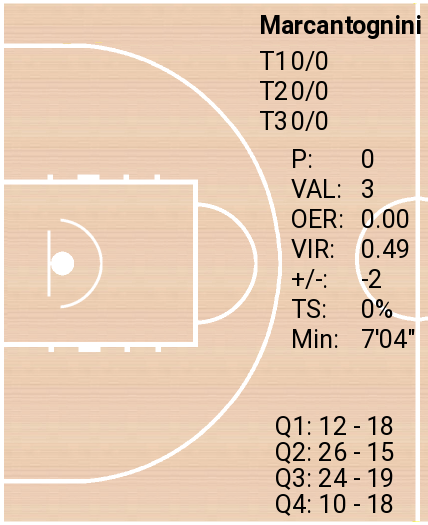 Marcantognini
T1 0/0
T2 0/0
T3 0/0
P: 0
VAL: 3
OER: 0.00
VIR: 0.49
+/-: -2
TS: 0%
Min: 7'04"
Q1: 12 - 18
Q2: 26 - 15
Q3: 24 - 19
Q4: 10 - 18